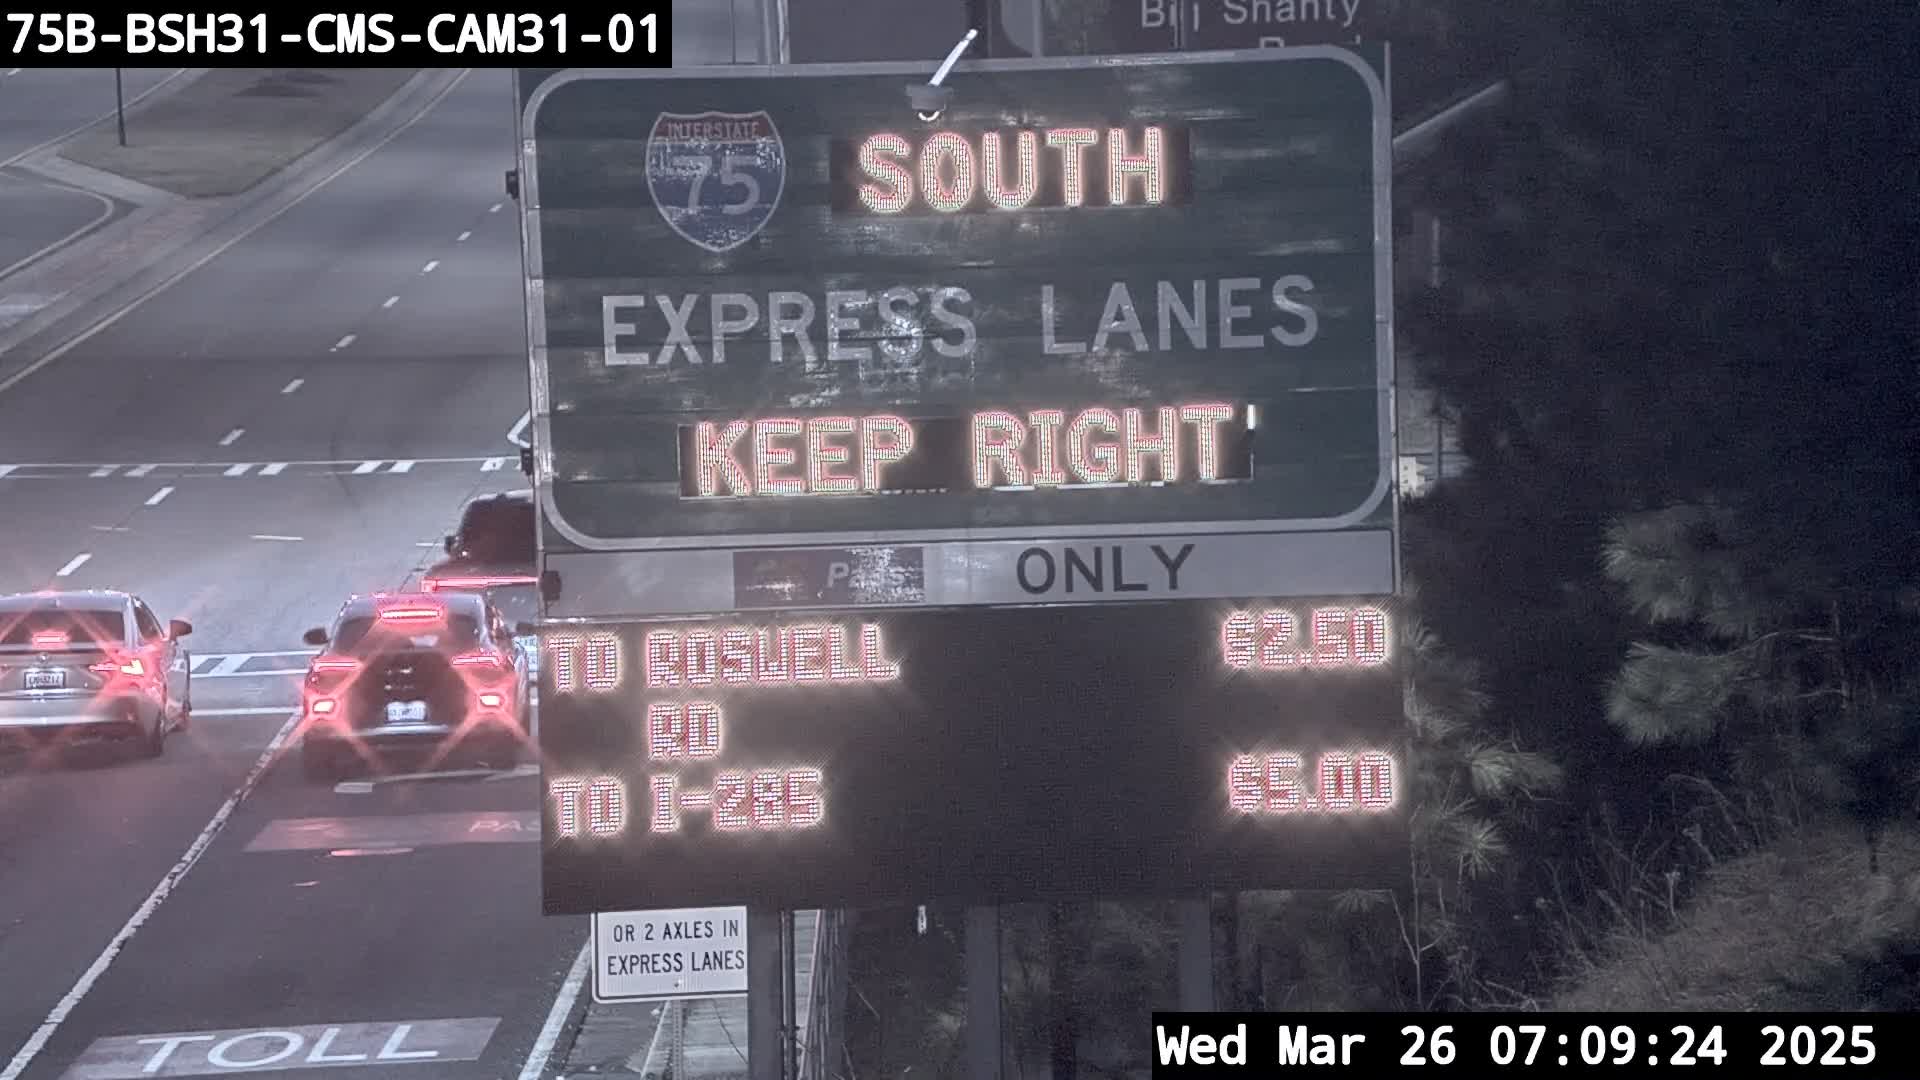 75B-BSH31-CMS-CAM31-01
Shanty
INTERSTATE
75
SOUTH
EXPRESS LANES
KEEP RIGHT
Pass ONLY
TO ROSWELL $2.50
RD
TO I-285 $5.00
OR 2 AXLES IN
EXPRESS LANES
TOLL
Wed Mar 26 07:09:24 2025